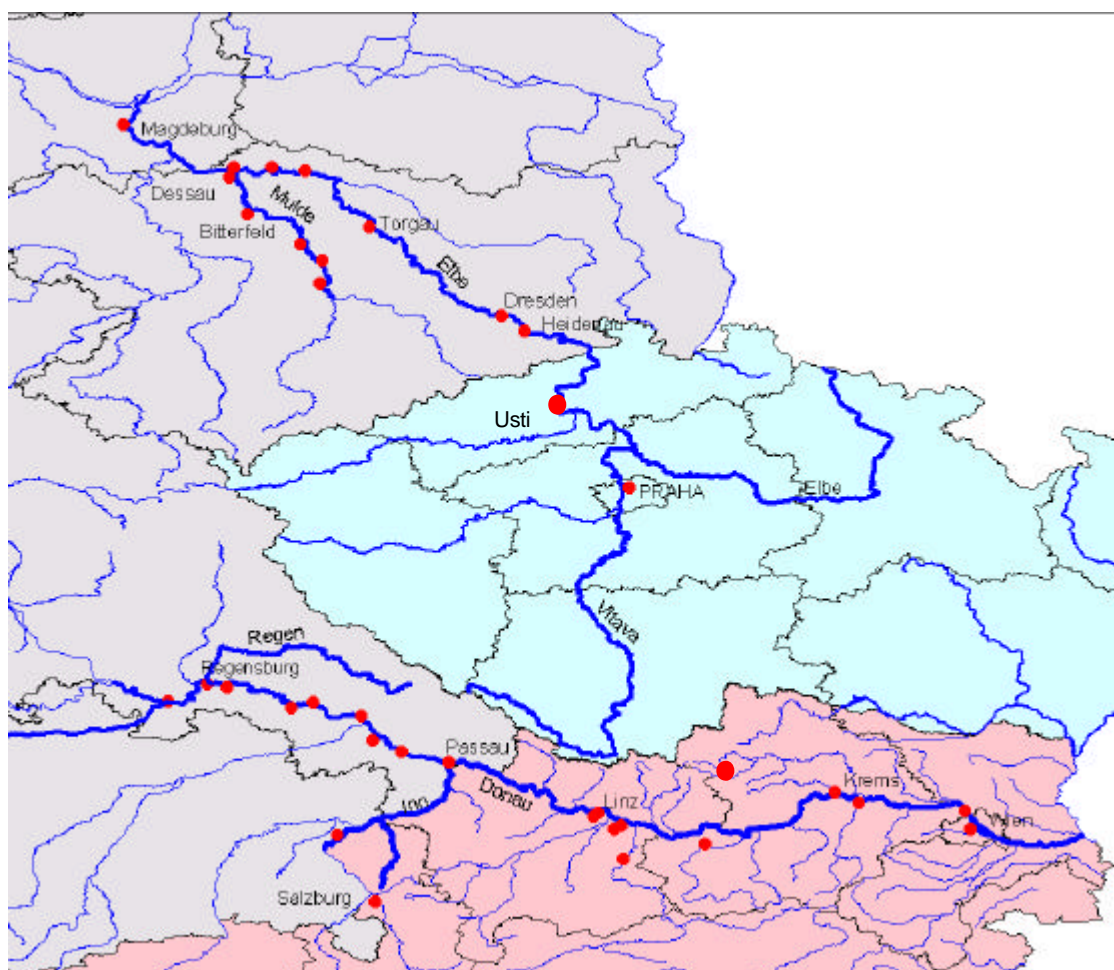 Magdeburg
Dessau
Mulde
Bitterfeld
Torgau
Elbe
Dresden
Heidenau
Usti
PRAHA
Elbe
Vltava
Regen
Regensburg
Passau
Donau
Inn
Linz
Krems
Wien
Salzburg